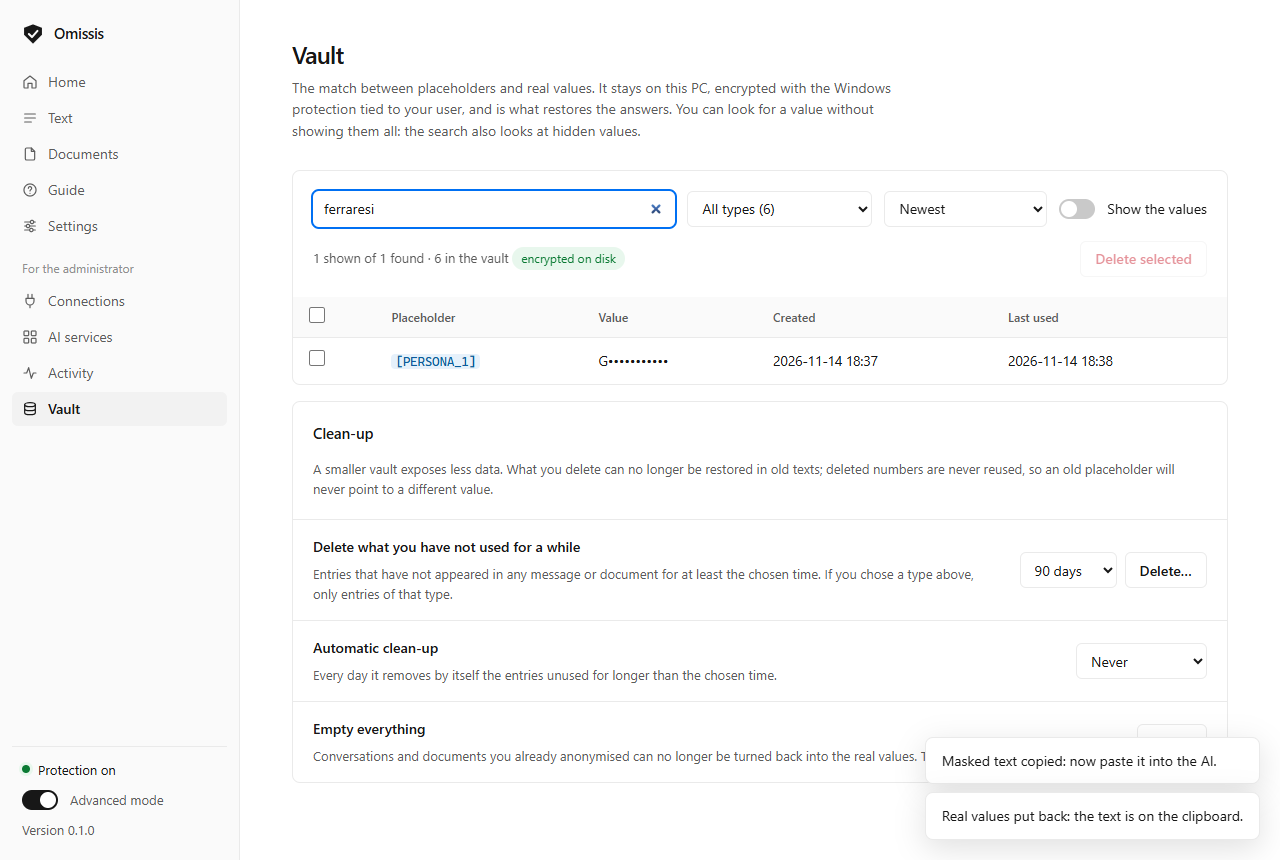 Omissis
Home
Text
Documents
Guide
Settings
For the administrator
Connections
AI services
Activity
Vault
Protection on
Advanced mode
Version 0.1.0
Vault
The match between placeholders and real values. It stays on this PC, encrypted with the Windows
protection tied to your user, and is what restores the answers. You can look for a value without
showing them all: the search also looks at hidden values.
ferraresi
All types (6)
Newest
Show the values
1 shown of 1 found · 6 in the vault encrypted on disk
Delete selected
Placeholder Value Created Last used
[PERSONA_1] G••••••••••• 2026-11-14 18:37 2026-11-14 18:38
Clean-up
A smaller vault exposes less data. What you delete can no longer be restored in old texts; deleted numbers are never reused, so an old placeholder will
never point to a different value.
Delete what you have not used for a while
Entries that have not appeared in any message or document for at least the chosen time. If you chose a type above,
only entries of that type.
90 days
Delete...
Automatic clean-up
Every day it removes by itself the entries unused for longer than the chosen time.
Never
Empty everything
Conversations and documents you already anonymised can no longer be turned back into the real values.
Masked text copied: now paste it into the AI.
Real values put back: the text is on the clipboard.